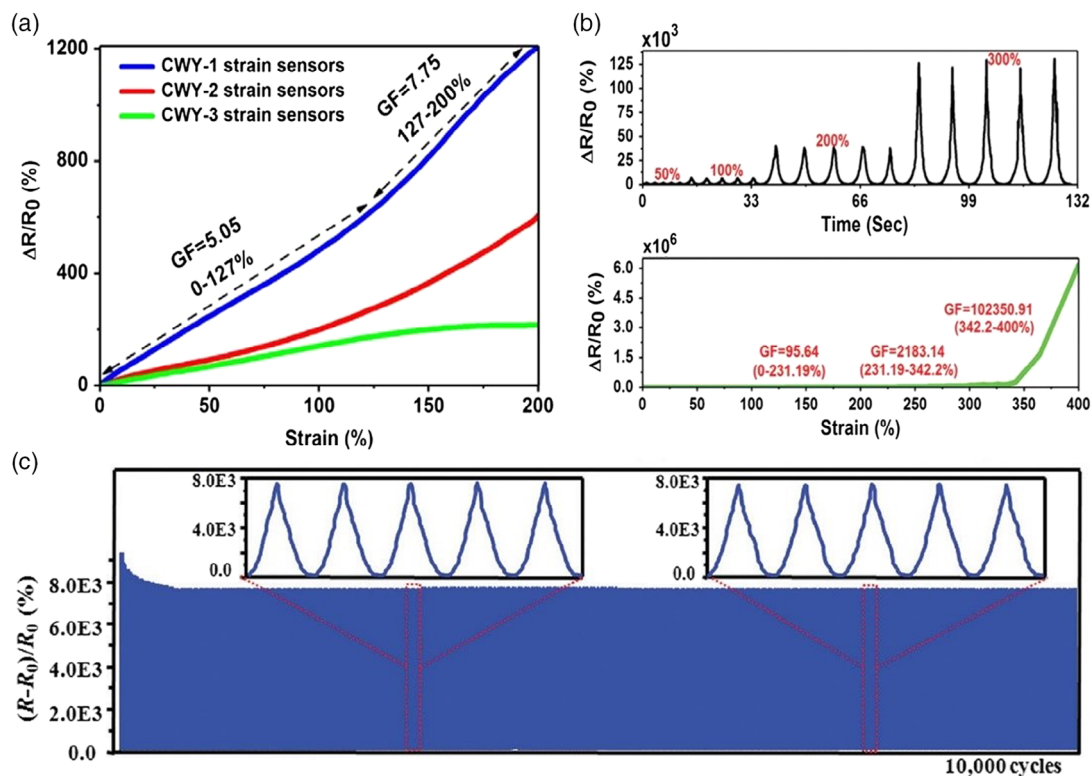 (a)
1200
800
400
0
ΔR/R0 (%)
CWY-1 strain sensors
CWY-2 strain sensors
CWY-3 strain sensors
GF=5.05
0-127%
GF=7.75
127-200%
0 50 100 150 200
Strain (%)
(b)
x10³
125
100
75
50
25
0
ΔR/R₀ (%)
50%
100%
200%
300%
0 33 66 99 132
Time (Sec)
x10⁶
6.0
4.5
3.0
1.5
0.0
ΔR/R₀ (%)
GF=95.64
(0-231.19%)
GF=2183.14
(231.19-342.2%)
GF=102350.91
(342.2-400%)
0 50 100 150 200 250 300 350 400
Strain (%)
(c)
8.0E3
6.0E3
4.0E3
2.0E3
0.0
(R-R₀)/R₀ (%)
8.0E3
4.0E3
0.0
8.0E3
4.0E3
0.0
10,000 cycles